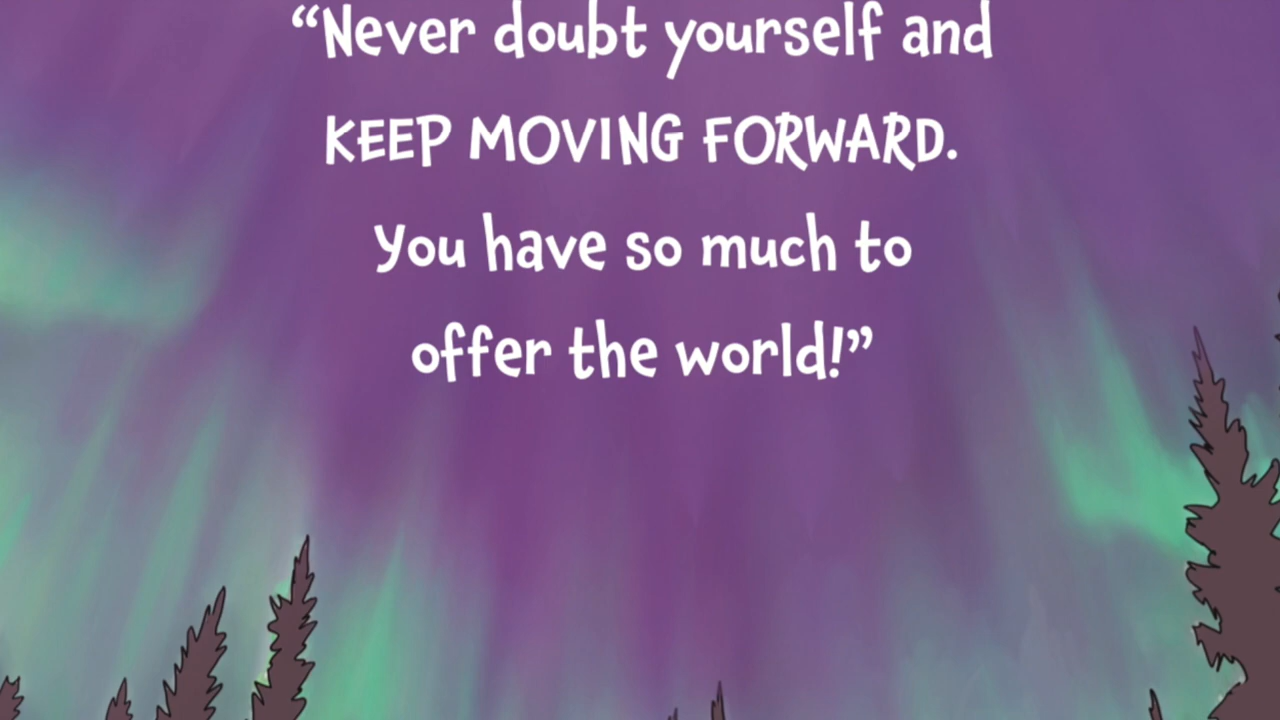 “Never doubt yourself and
KEEP MOVING FORWARD.
You have so much to
offer the world!”